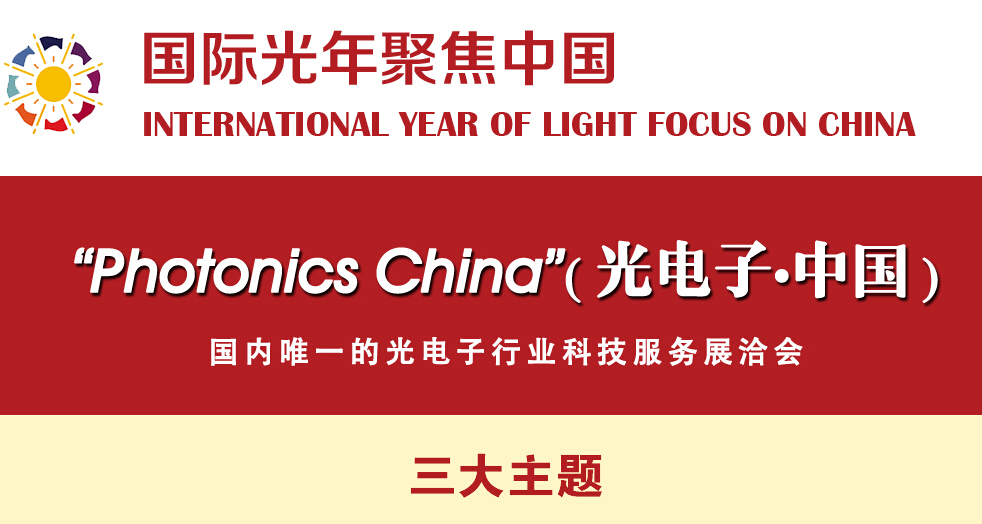 国际光年聚焦中国
INTERNATIONAL YEAR OF LIGHT FOCUS ON CHINA
“Photonics China”(光电子·中国)
国内唯一的光电子行业科技服务展洽会
三大主题